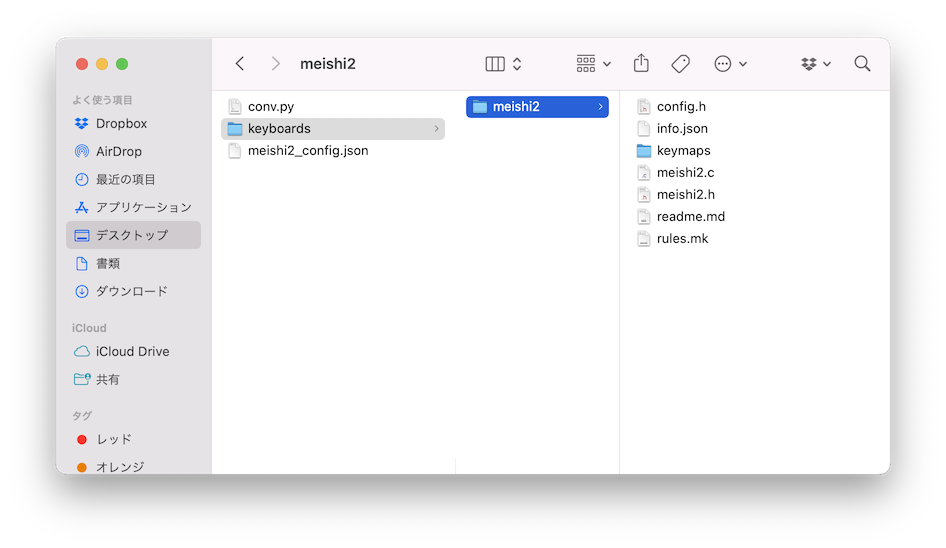 meishi2
よく使う項目
Dropbox
AirDrop
最近の項目
アプリケーション
デスクトップ
書類
ダウンロード
iCloud
iCloud Drive
共有
タグ
レッド
オレンジ
conv.py
keyboards
meishi2_config.json
meishi2
config.h
info.json
keymaps
meishi2.c
meishi2.h
readme.md
rules.mk